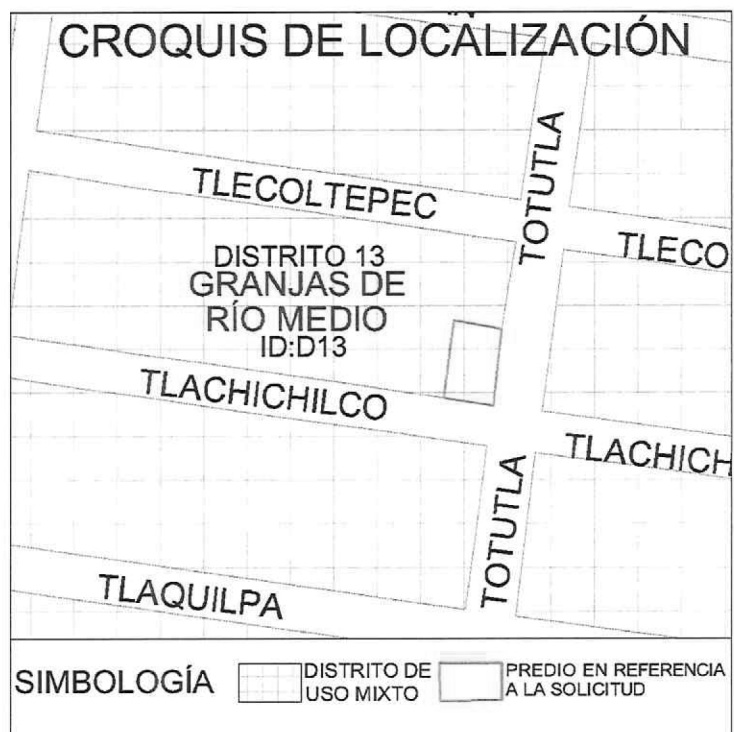 CROQUIS DE LOCALIZACIÓN
TOTUTLA
TLECOLTEPEC
TLECO
DISTRITO 13
GRANJAS DE
RÍO MEDIO
ID:D13
TLACHICHILCO
TLACHICH
TOTUTLA
TLAQUILPA
SIMBOLOGÍA
DISTRITO DE
USO MIXTO
PREDIO EN REFERENCIA
A LA SOLICITUD